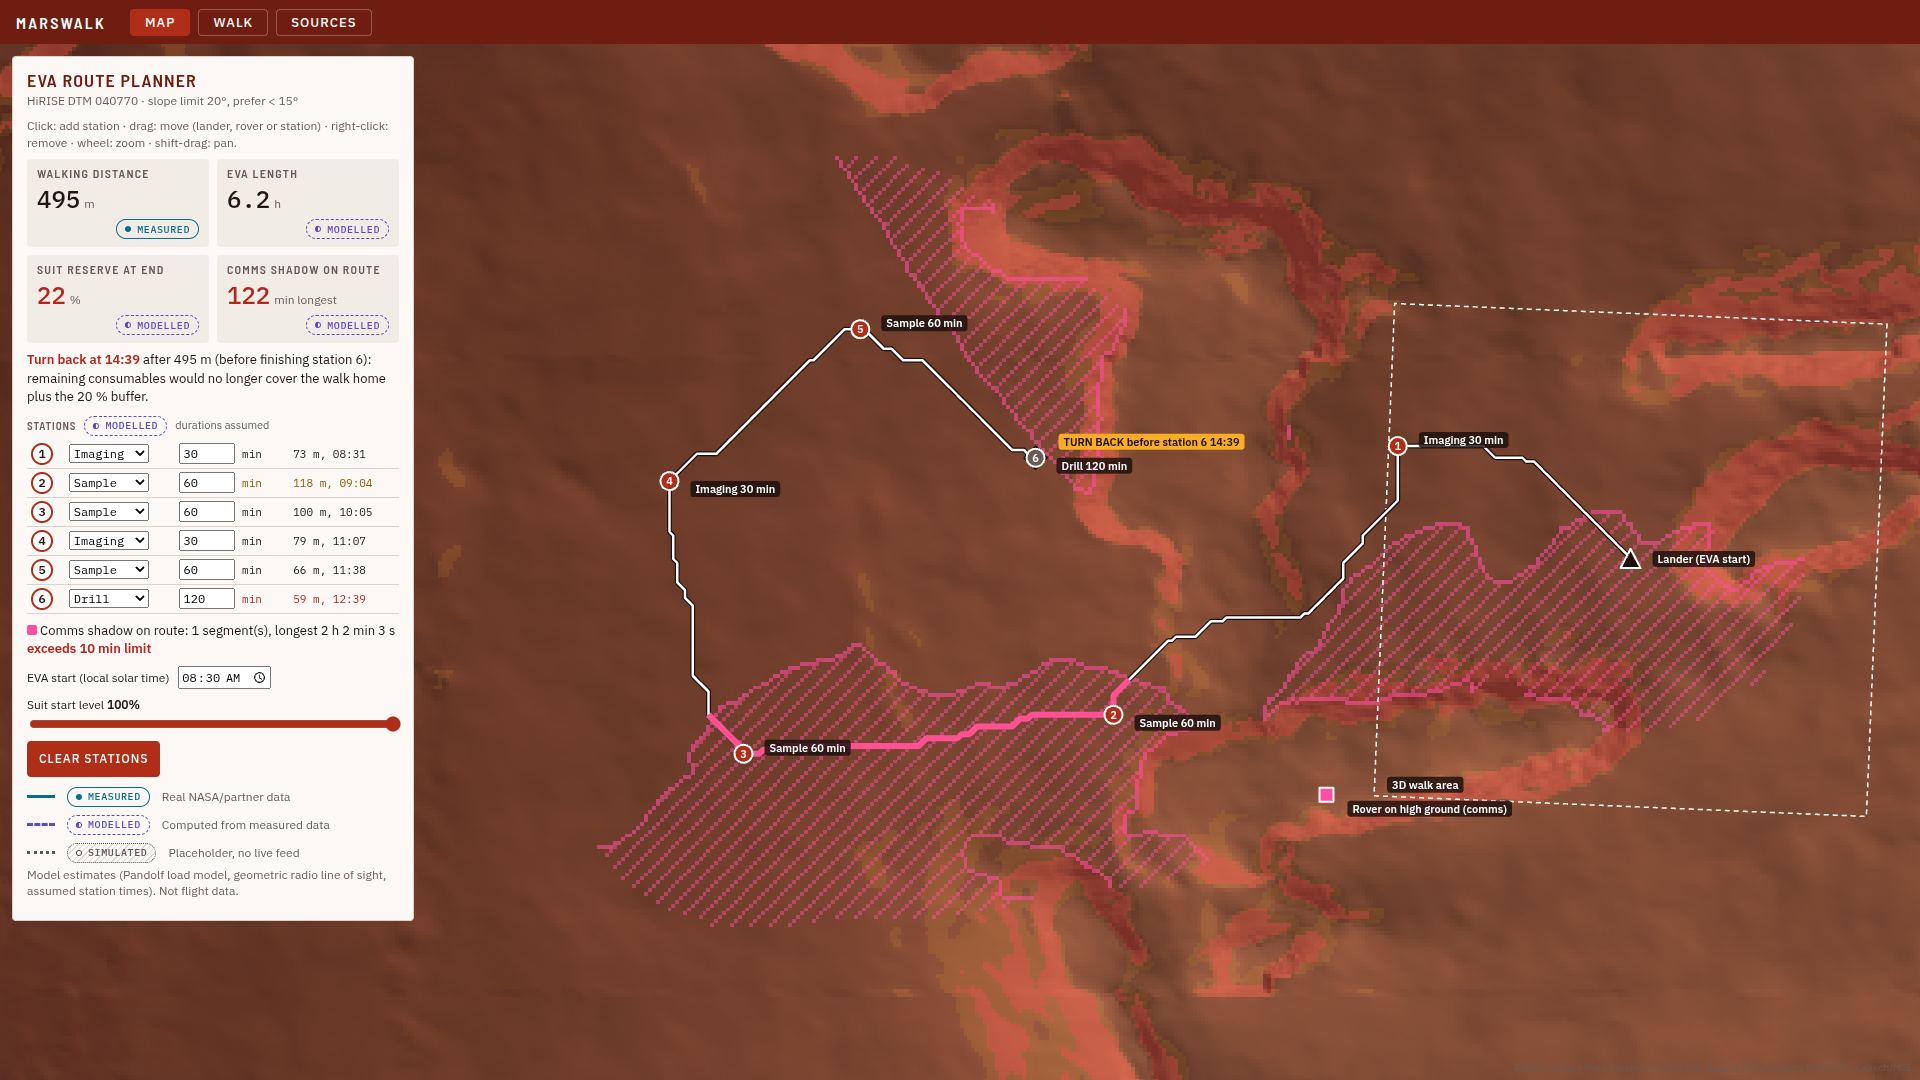 MARSWALK
MAP
WALK
SOURCES
EVA ROUTE PLANNER
HiRISE DTM 040770 · slope limit 20°, prefer < 15°
Click: add station · drag: move (lander, rover or station) · right-click:
remove · wheel: zoom · shift-drag: pan.
WALKING DISTANCE
495 m
MEASURED
EVA LENGTH
6.2 h
MODELLED
SUIT RESERVE AT END
22 %
MODELLED
COMMS SHADOW ON ROUTE
122 min longest
MODELLED
Turn back at 14:39 after 495 m (before finishing station 6):
remaining consumables would no longer cover the walk home
plus the 20 % buffer.
STATIONS MODELLED durations assumed
1 Imaging 30 min 73 m, 08:31
2 Sample 60 min 118 m, 09:04
3 Sample 60 min 100 m, 10:05
4 Imaging 30 min 79 m, 11:07
5 Sample 60 min 66 m, 11:38
6 Drill 120 min 59 m, 12:39
Comms shadow on route: 1 segment(s), longest 2 h 2 min 3 s
exceeds 10 min limit
EVA start (local solar time) 08:30 AM
Suit start level 100%
CLEAR STATIONS
MEASURED Real NASA/partner data
MODELLED Computed from measured data
SIMULATED Placeholder, no live feed
Model estimates (Pandolf load model, geometric radio line of sight,
assumed station times). Not flight data.
5 Sample 60 min
TURN BACK before station 6 14:39
6 Drill 120 min
1 Imaging 30 min
4 Imaging 30 min
Lander (EVA start)
2 Sample 60 min
3 Sample 60 min
3D walk area
Rover on high ground (comms)